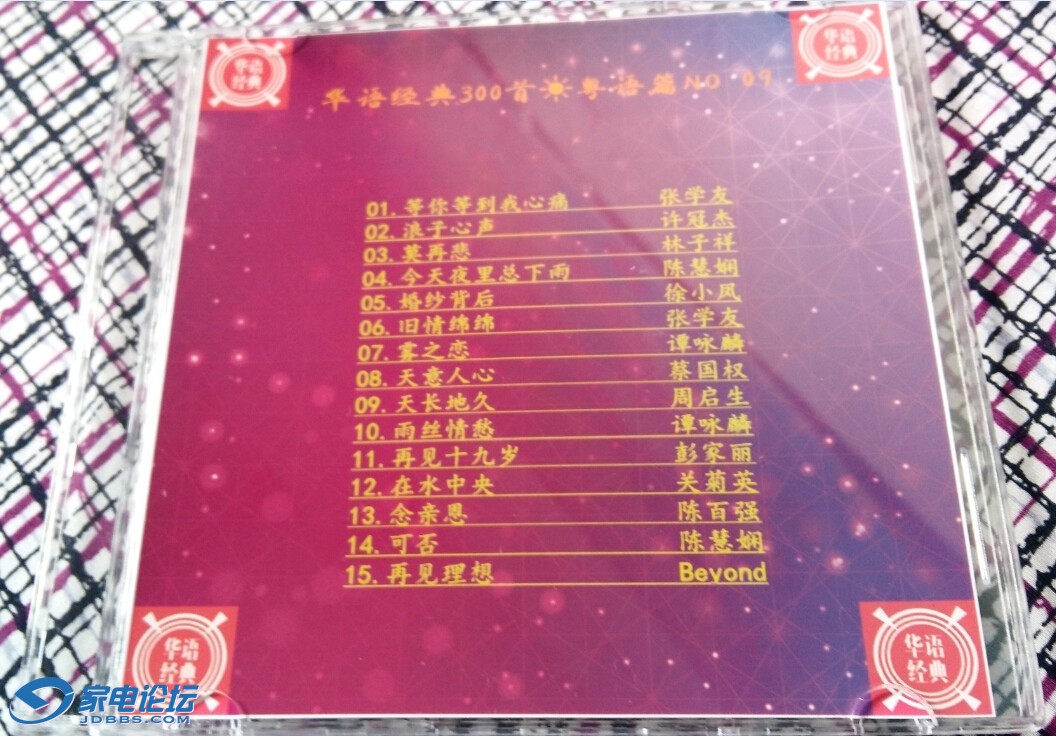 华语
经典
华语
经典
华语经典300首☀粤语篇NO 09
01. 等你等到我心痛 张学友
02. 浪子心声 许冠杰
03. 莫再悲 林子祥
04. 今天夜里总下雨 陈慧娴
05. 婚纱背后 徐小凤
06. 旧情绵绵 张学友
07. 雾之恋 谭咏麟
08. 天意人心 蔡国权
09. 天长地久 周启生
10. 雨丝情愁 谭咏麟
11. 再见十九岁 彭家丽
12. 在水中央 关菊英
13. 念亲恩 陈百强
14. 可否 陈慧娴
15. 再见理想 Beyond
华语
经典
华语
经典
家电论坛
JDBBS.COM